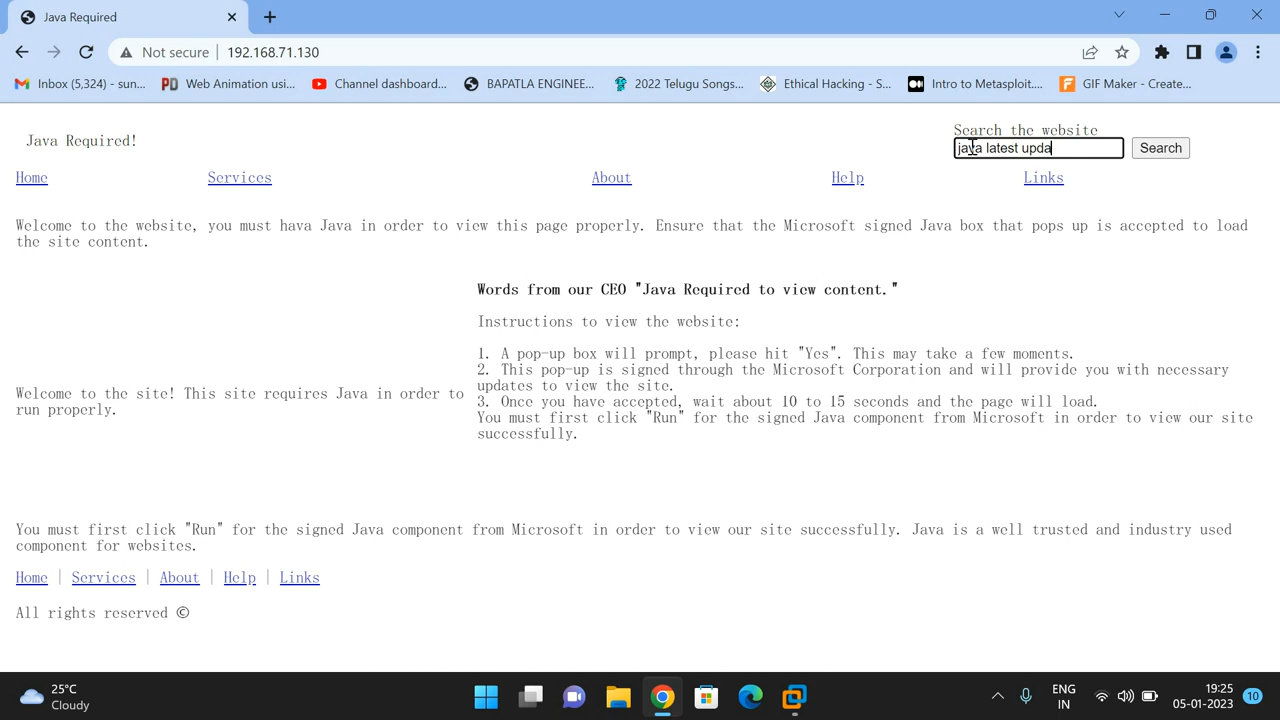 Java Required
Not secure 192.168.71.130
Inbox (5,324) - sun... Web Animation usi... Channel dashboard... BAPATLA ENGINEE... 2022 Telugu Songs... Ethical Hacking - S... Intro to Metasploit.... GIF Maker - Create...
Search the website
Java Required!
java latest upda Search
Home Services About Help Links
Welcome to the website, you must hava Java in order to view this page properly. Ensure that the Microsoft signed Java box that pops up is accepted to load
the site content.
Words from our CEO "Java Required to view content."
Instructions to view the website:
1. A pop-up box will prompt, please hit "Yes". This may take a few moments.
2. This pop-up is signed through the Microsoft Corporation and will provide you with necessary
updates to view the site.
3. Once you have accepted, wait about 10 to 15 seconds and the page will load.
You must first click "Run" for the signed Java component from Microsoft in order to view our site
successfully.
Welcome to the site! This site requires Java in order to
run properly.
You must first click "Run" for the signed Java component from Microsoft in order to view our site successfully. Java is a well trusted and industry used
component for websites.
Home | Services | About | Help | Links
All rights reserved ©
25°C
Cloudy
ENG
IN
19:25
05-01-2023
10